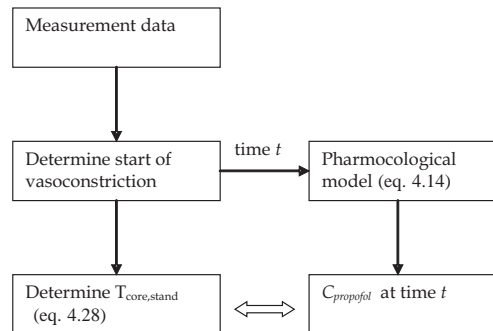 Measurement data
Determine start of
vasoconstriction
time t
Pharmocological
model (eq. 4.14)
Determine Tcore,stand
(eq. 4.28)
Cpropofol at time t